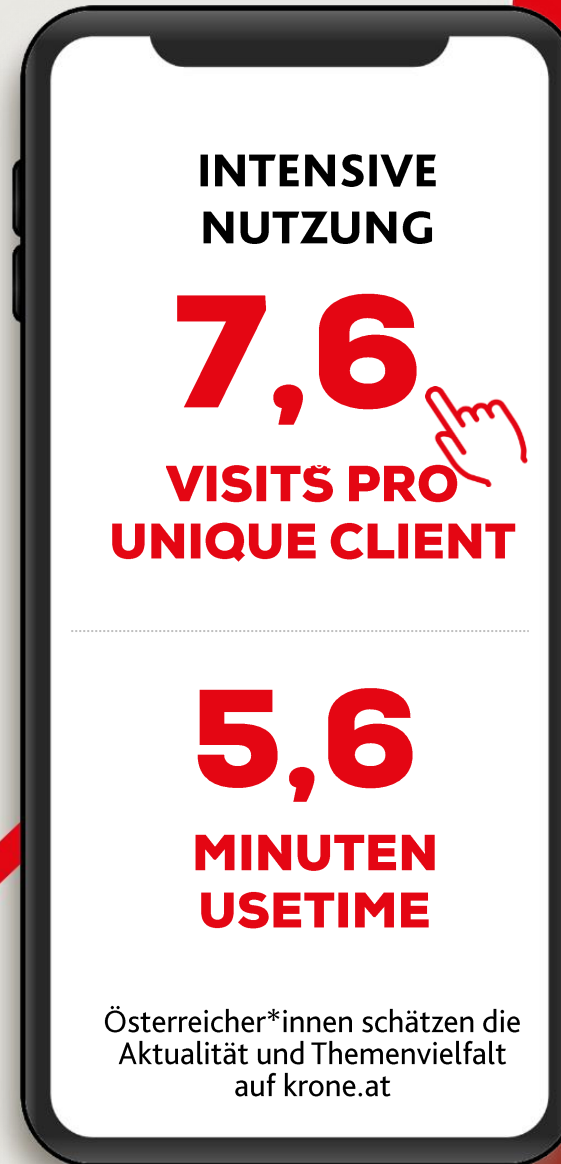 INTENSIVE
NUTZUNG
7,6
VISITS PRO
UNIQUE CLIENT
5,6
MINUTEN
USETIME
Österreicher*innen schätzen die
Aktualität und Themenvielfalt
auf krone.at